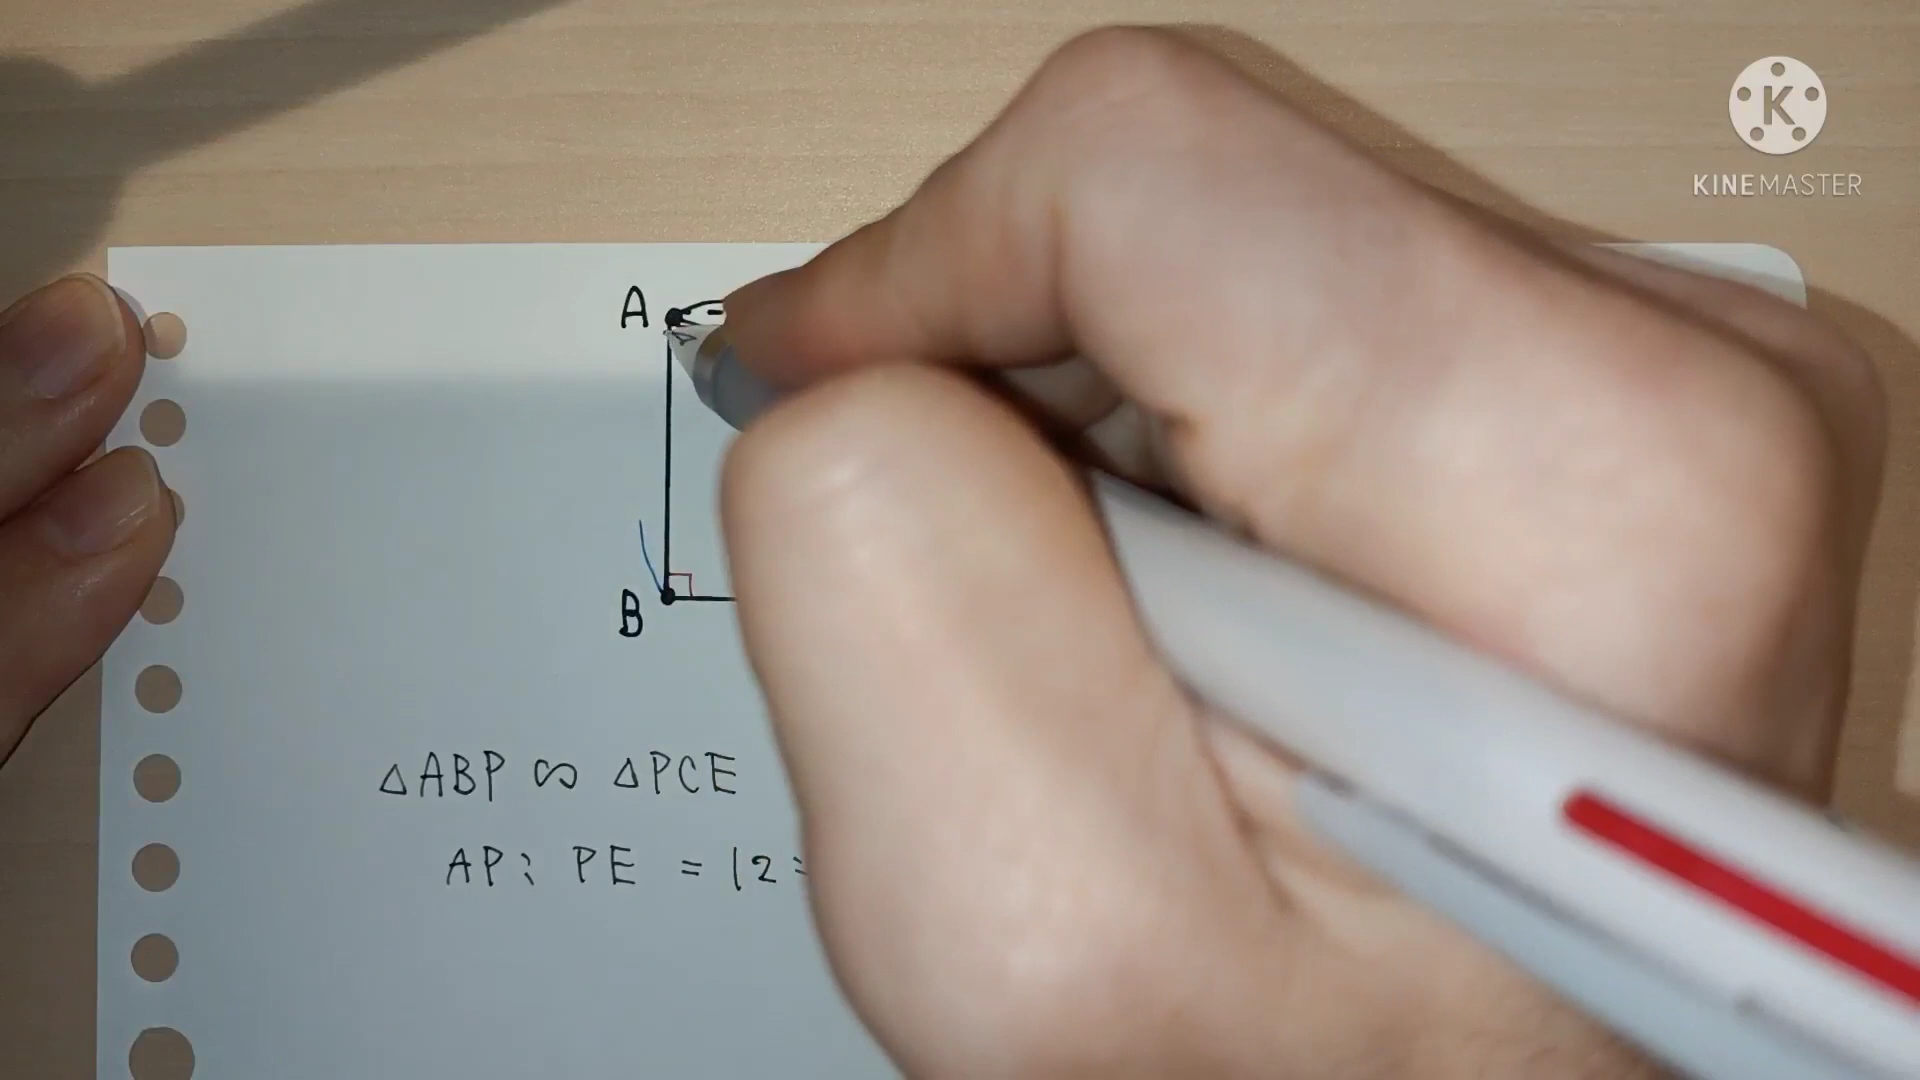 K
KINEMASTER
A
B
△ABP ∽ △PCE
AP : PE = 12 :